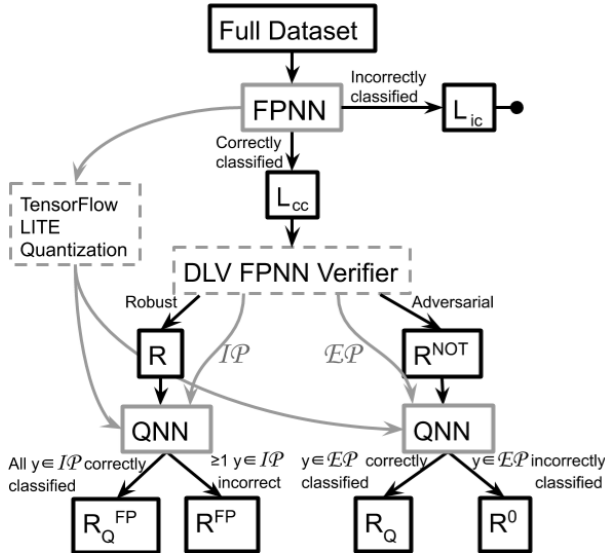 Full Dataset
Incorrectly
classified
FPNN
L_ic
Correctly
classified
L_cc
TensorFlow
LITE
Quantization
DLV FPNN Verifier
Robust
Adversarial
R
IP
EP
R^NOT
QNN
QNN
All y∈IP correctly
classified
≥1 y∈IP
incorrect
y∈EP correctly
classified
y∈EP incorrectly
classified
R_Q^FP
R^FP
R_Q
R^0